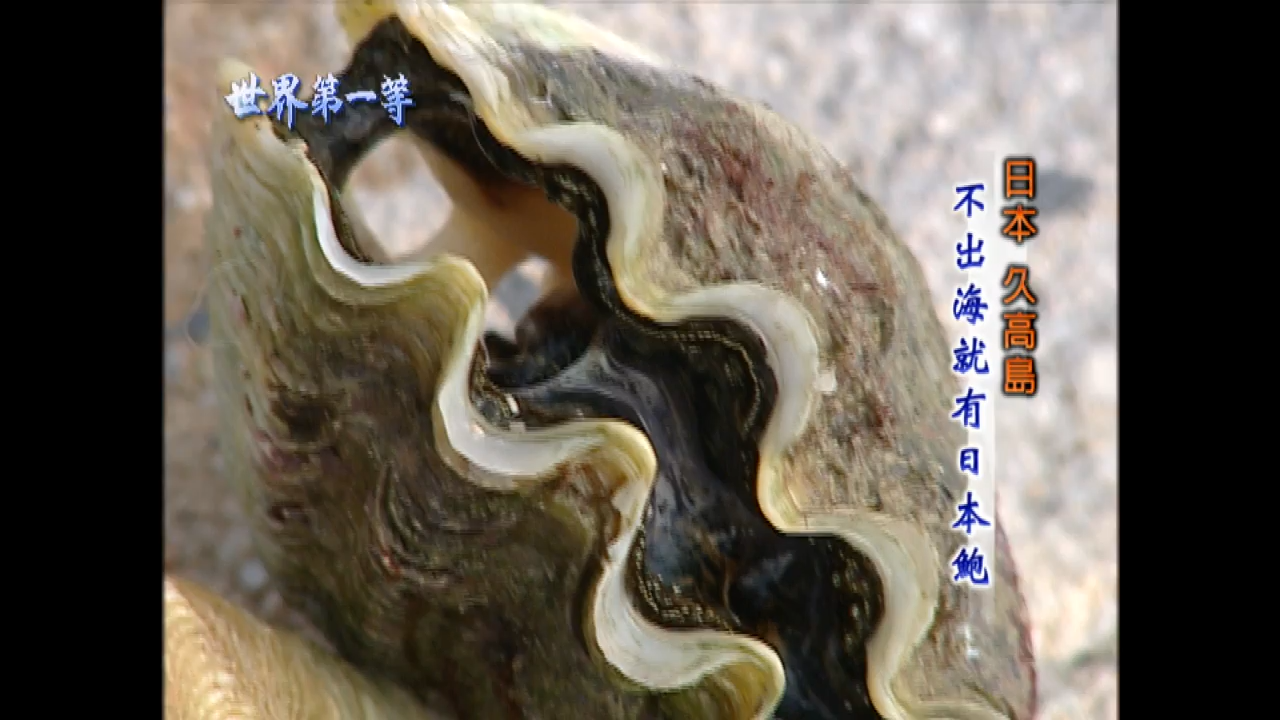 世界第一等
日本 久高島
不出海就有日本鮑